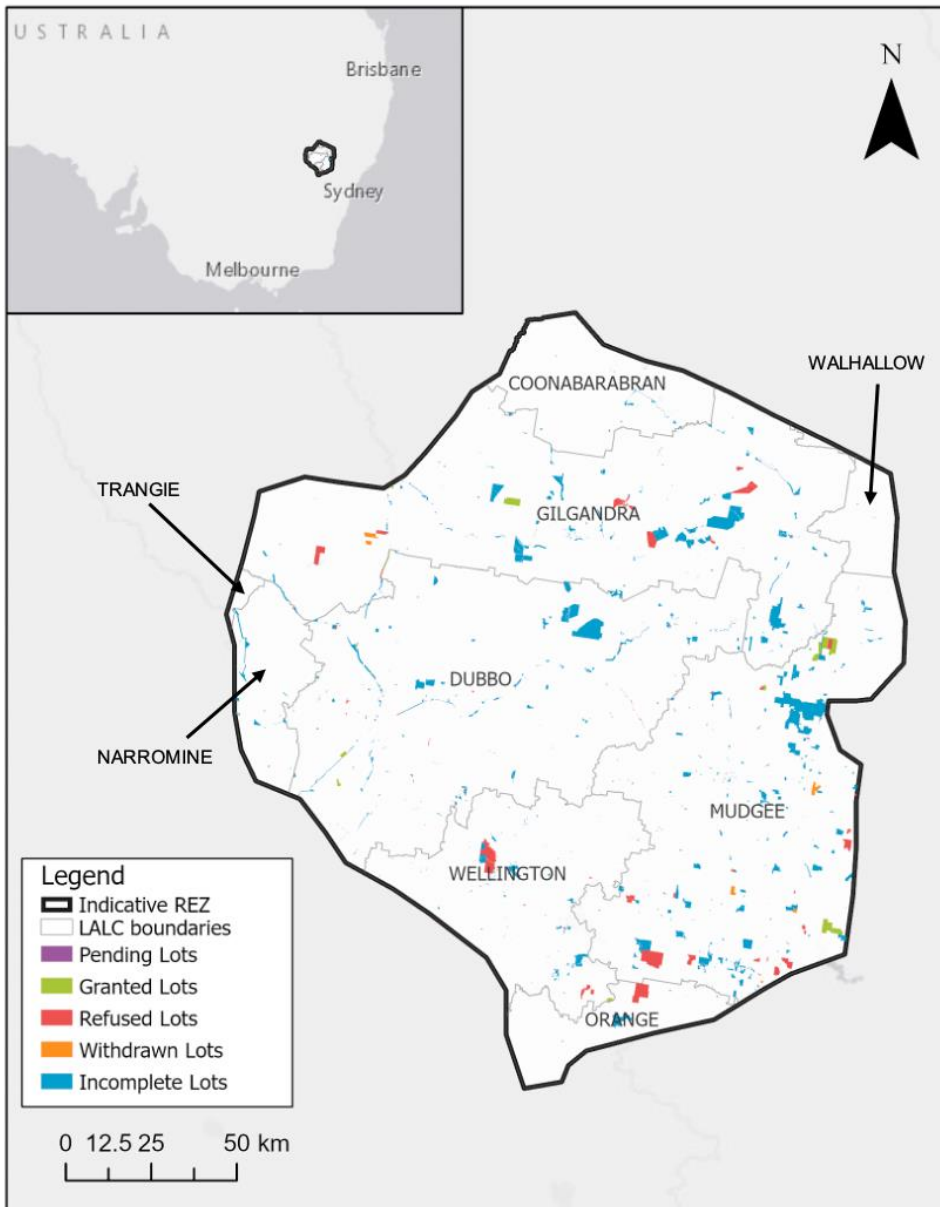 USTRALIA
Brisbane
Sydney
Melbourne
N
WALHALLOW
COONABARABRAN
TRANGIE
GILGANDRA
DUBBO
NARROMINE
MUDGEE
WELLINGTON
ORANGE
Legend
Indicative REZ
LALC boundaries
Pending Lots
Granted Lots
Refused Lots
Withdrawn Lots
Incomplete Lots
0 12.5 25 50 km